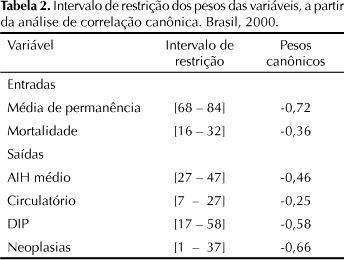 Tabela 2. Intervalo de restrição dos pesos das variáveis, a partir
da análise de correlação canônica. Brasil, 2000.
Variável Intervalo de restrição Pesos canônicos
Entradas
Média de permanência [68 – 84] -0,72
Mortalidade [16 – 32] -0,36
Saídas
AIH médio [27 – 47] -0,46
Circulatório [7 – 27] -0,25
DIP [17 – 58] -0,58
Neoplasias [1 – 37] -0,66